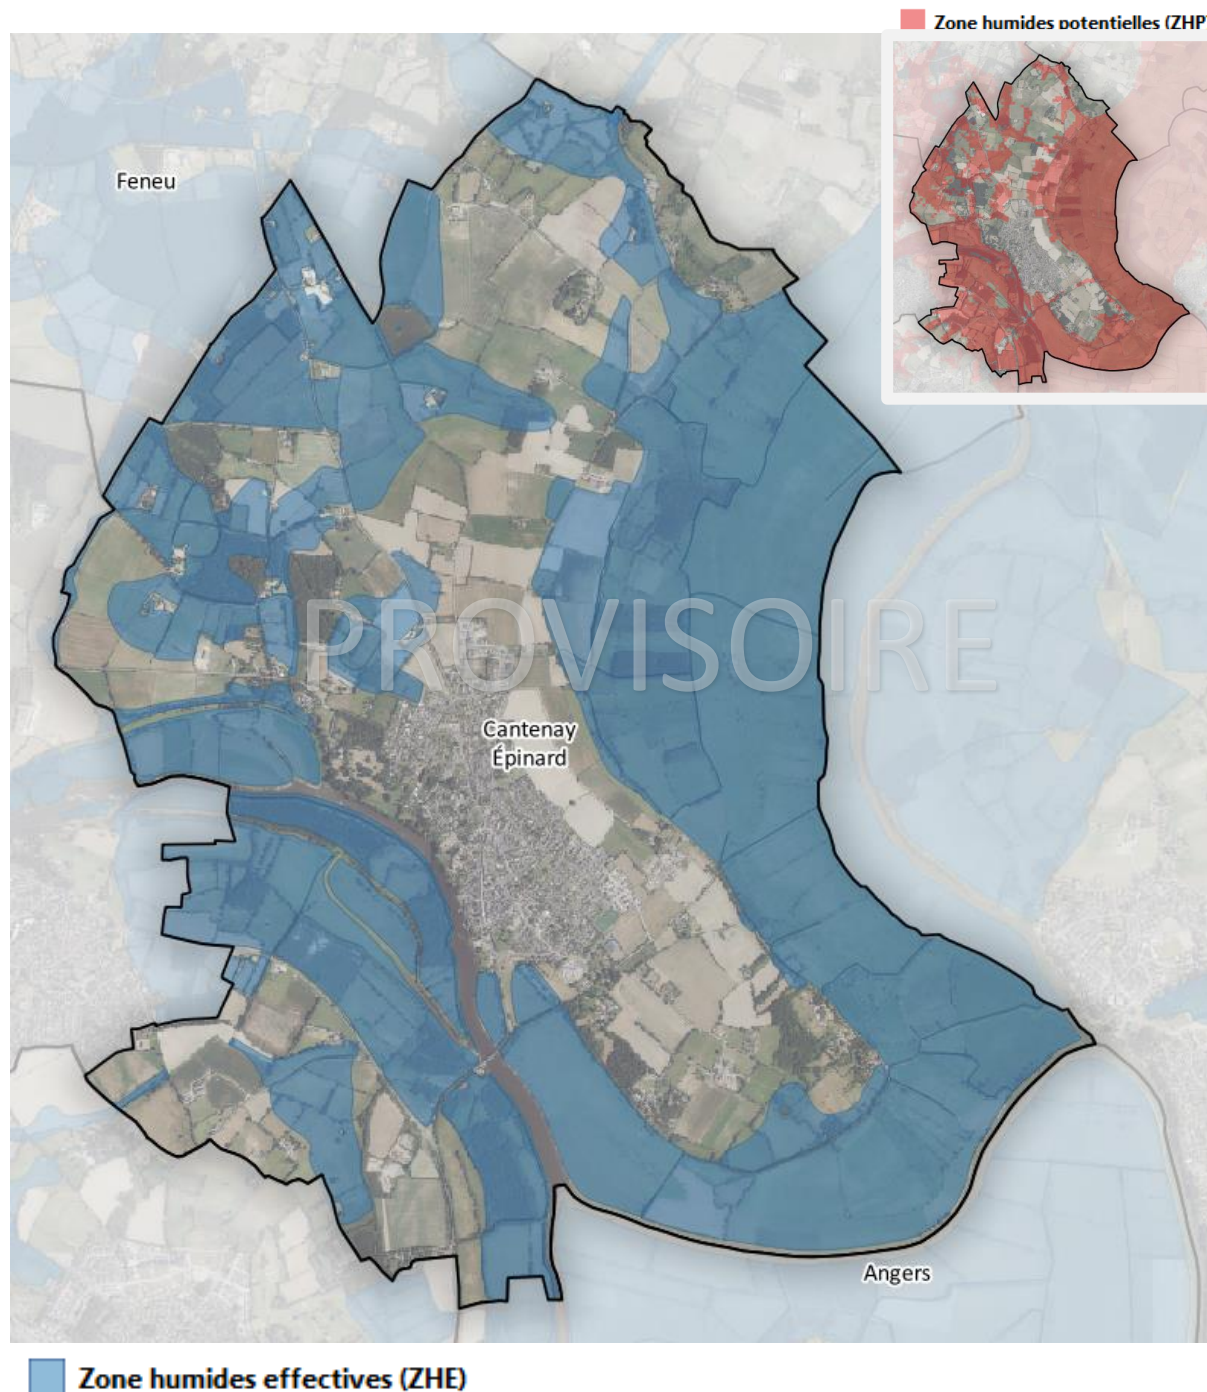 Zone humides potentielles (ZHP
Feneu
PROVISOIRE
Cantenay
Épinard
Angers
Zone humides effectives (ZHE)